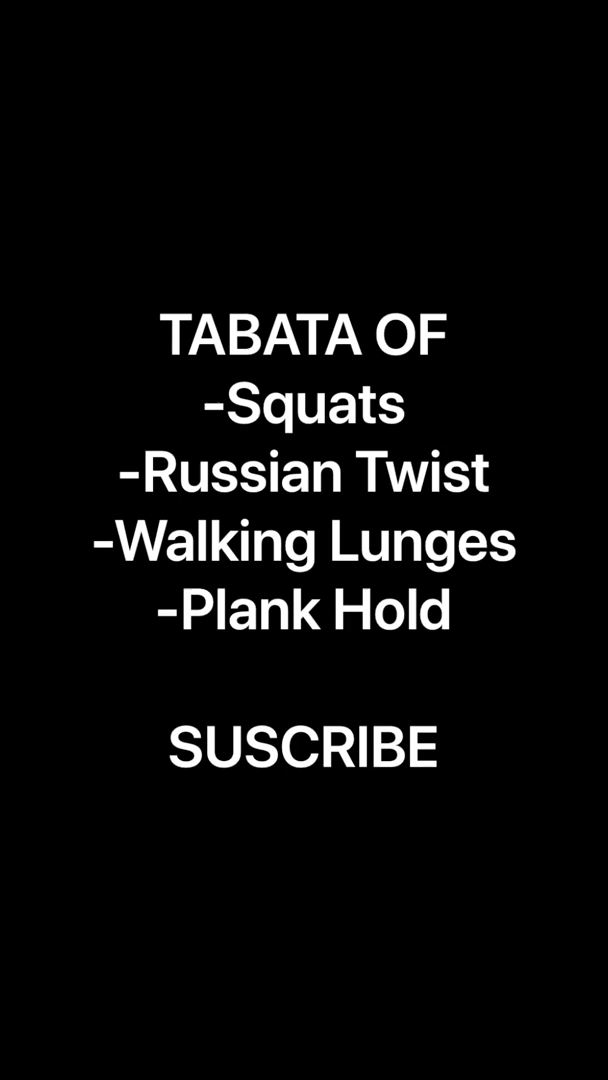 TABATA OF
-Squats
-Russian Twist
-Walking Lunges
-Plank Hold
SUSCRIBE